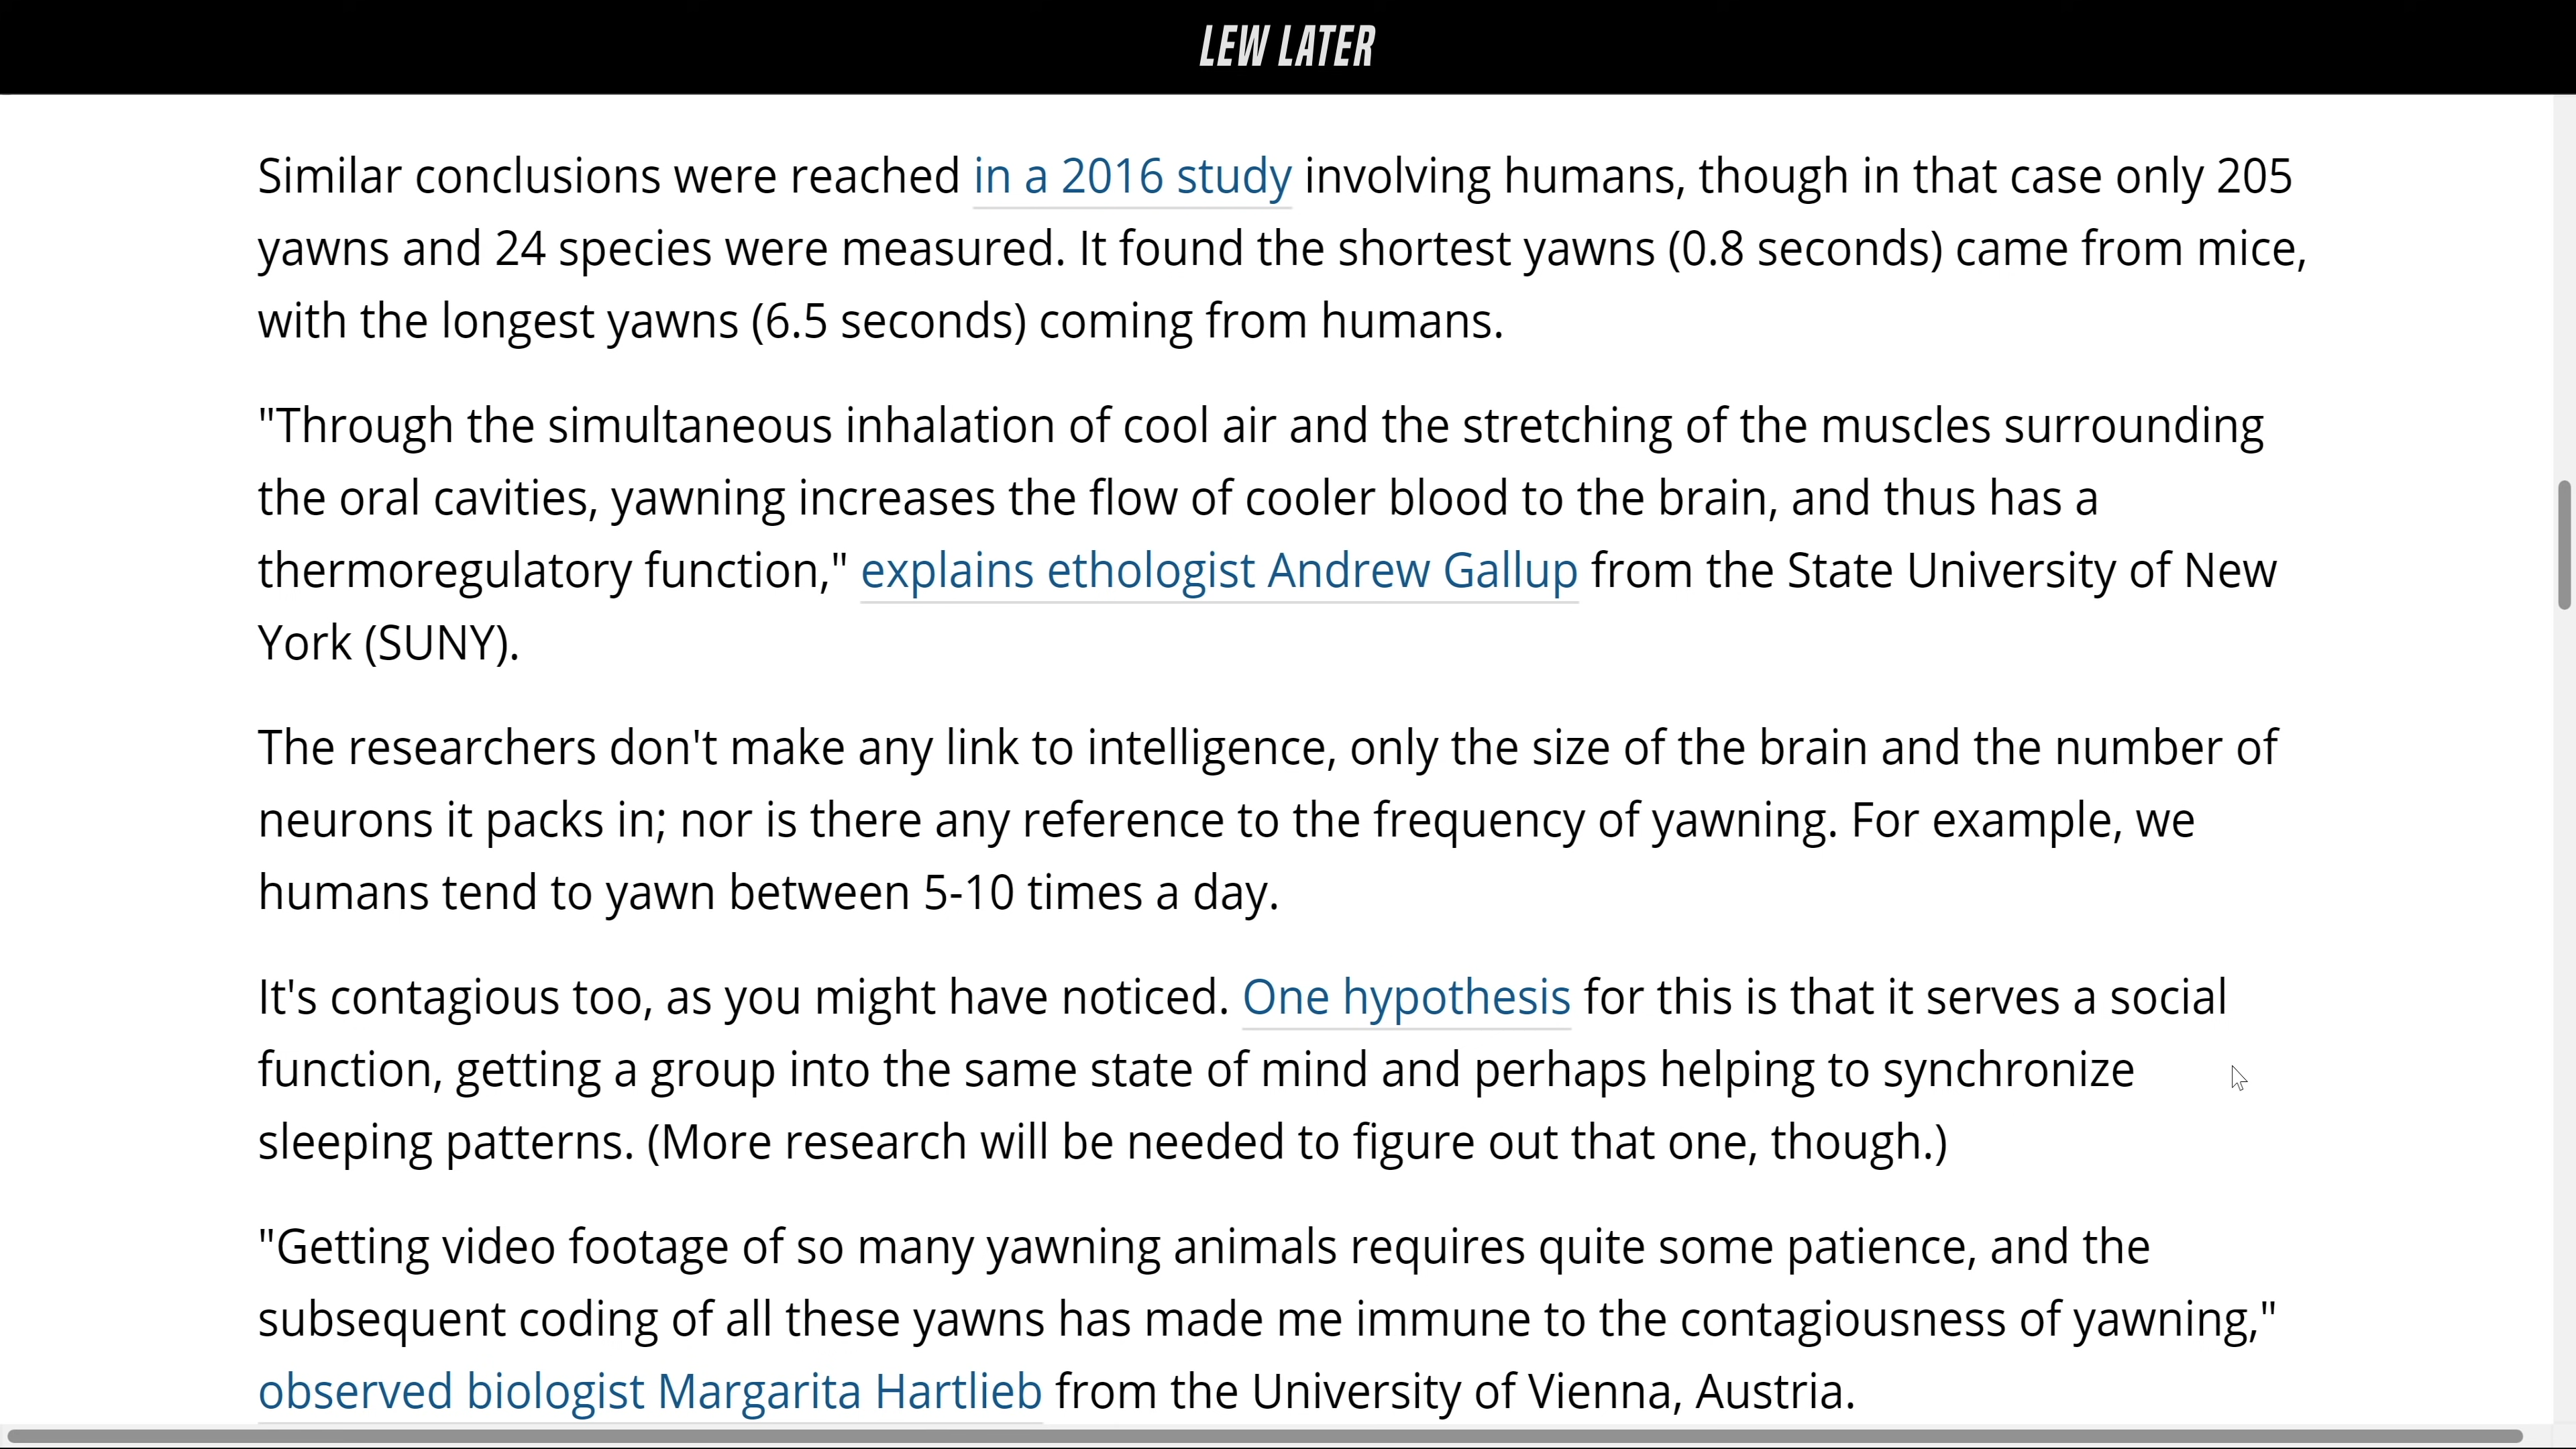 LEW LATER
Similar conclusions were reached in a 2016 study involving humans, though in that case only 205
yawns and 24 species were measured. It found the shortest yawns (0.8 seconds) came from mice,
with the longest yawns (6.5 seconds) coming from humans.
"Through the simultaneous inhalation of cool air and the stretching of the muscles surrounding
the oral cavities, yawning increases the flow of cooler blood to the brain, and thus has a
thermoregulatory function," explains ethologist Andrew Gallup from the State University of New
York (SUNY).
The researchers don't make any link to intelligence, only the size of the brain and the number of
neurons it packs in; nor is there any reference to the frequency of yawning. For example, we
humans tend to yawn between 5-10 times a day.
It's contagious too, as you might have noticed. One hypothesis for this is that it serves a social
function, getting a group into the same state of mind and perhaps helping to synchronize
sleeping patterns. (More research will be needed to figure out that one, though.)
"Getting video footage of so many yawning animals requires quite some patience, and the
subsequent coding of all these yawns has made me immune to the contagiousness of yawning,"
observed biologist Margarita Hartlieb from the University of Vienna, Austria.